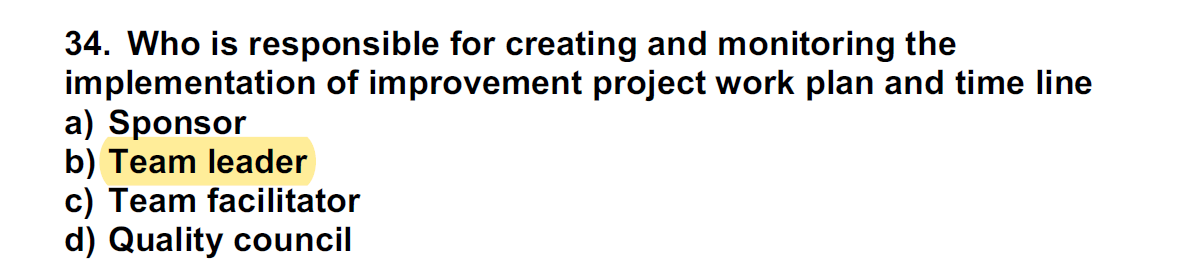 34. Who is responsible for creating and monitoring the
implementation of improvement project work plan and time line
a) Sponsor
b) Team leader
c) Team facilitator
d) Quality council